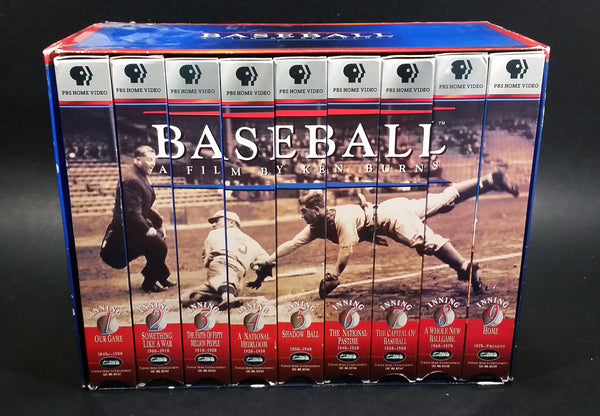 BASEBALL
PBS HOME VIDEO PBS HOME VIDEO PBS HOME VIDEO PBS HOME VIDEO PBS HOME VIDEO PBS HOME VIDEO PBS HOME VIDEO PBS HOME VIDEO PBS HOME VIDEO
BASEBALL™
A FILM BY KEN BURNS
INNING
1
OUR GAME
1840s-1900
INNING
2
SOMETHING
LIKE A WAR
1900-1910
INNING
3
THE FAITH OF FIFTY
MILLION PEOPLE
1910-1920
INNING
4
A NATIONAL
HEIRLOOM
1920-1930
INNING
5
SHADOW BALL
1930-1940
INNING
6
THE NATIONAL
PASTIME
1940-1950
INNING
7
THE CAPITAL OF
BASEBALL
1950-1960
INNING
8
A WHOLE NEW
BALLGAME
1960-1970
INNING
9
HOME
1970-PRESENT